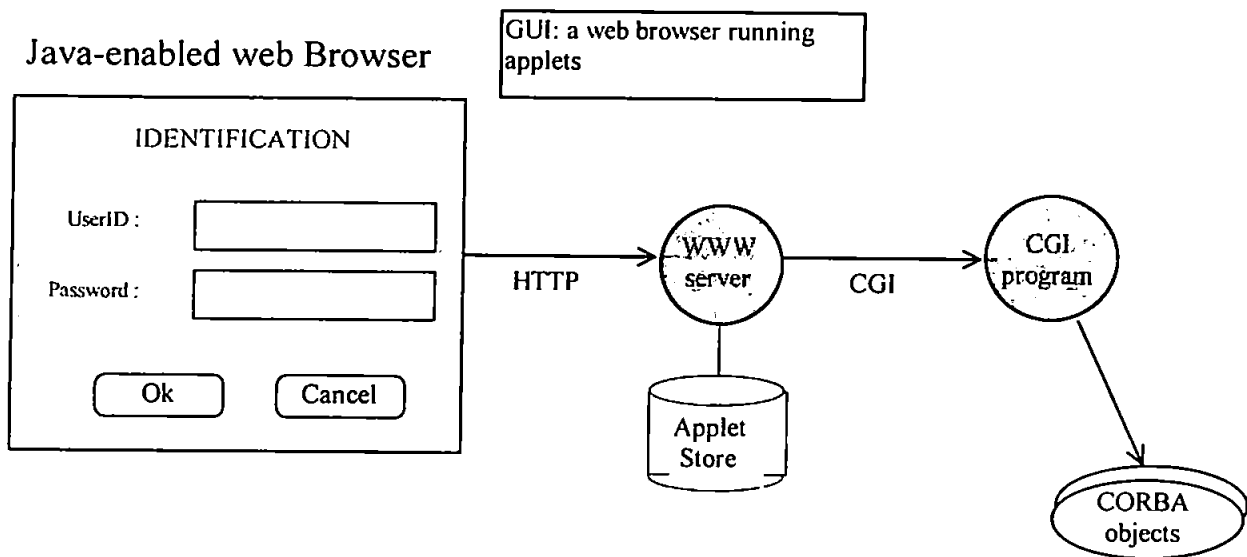 GUI: a web browser running
applets
Java-enabled web Browser
IDENTIFICATION
UserID :
Password :
Ok
Cancel
HTTP
WWW
server
CGI
CGI
program
Applet
Store
CORBA
objects